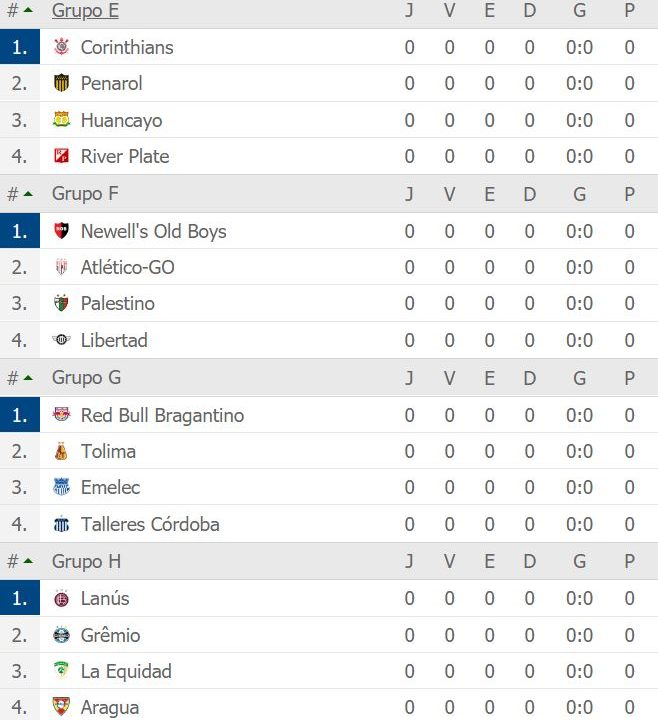 # Grupo E J V E D G P
1. Corinthians 0 0 0 0 0:0 0
2. Penarol 0 0 0 0 0:0 0
3. Huancayo 0 0 0 0 0:0 0
4. River Plate 0 0 0 0 0:0 0
# Grupo F J V E D G P
1. Newell's Old Boys 0 0 0 0 0:0 0
2. Atlético-GO 0 0 0 0 0:0 0
3. Palestino 0 0 0 0 0:0 0
4. Libertad 0 0 0 0 0:0 0
# Grupo G J V E D G P
1. Red Bull Bragantino 0 0 0 0 0:0 0
2. Tolima 0 0 0 0 0:0 0
3. Emelec 0 0 0 0 0:0 0
4. Talleres Córdoba 0 0 0 0 0:0 0
# Grupo H J V E D G P
1. Lanús 0 0 0 0 0:0 0
2. Grêmio 0 0 0 0 0:0 0
3. La Equidad 0 0 0 0 0:0 0
4. Aragua 0 0 0 0 0:0 0